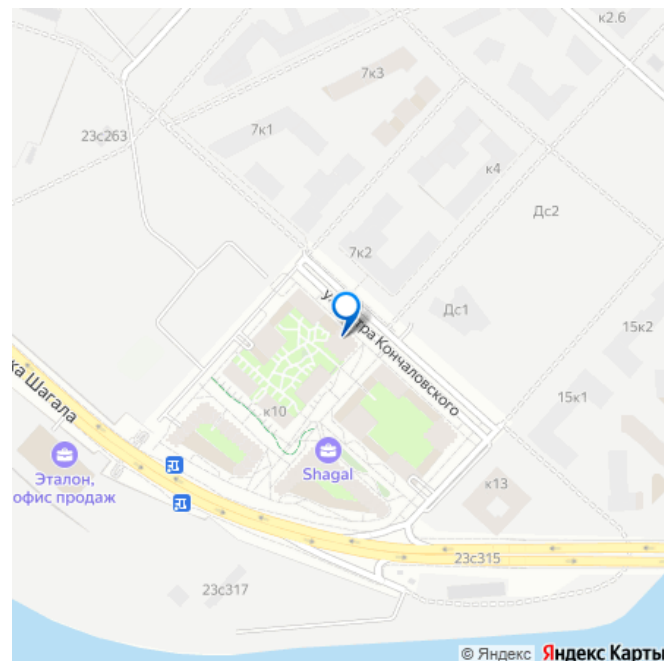 к2.6
7к3
7к1
23с263
к4
Дс2
7к2
Дс1
15к2
15к1
к10
Shagal
Эталон,
офис продаж
к13
23с315
23с317
ка Шагала
тра Кончаловского
© Яндекс Яндекс Карты